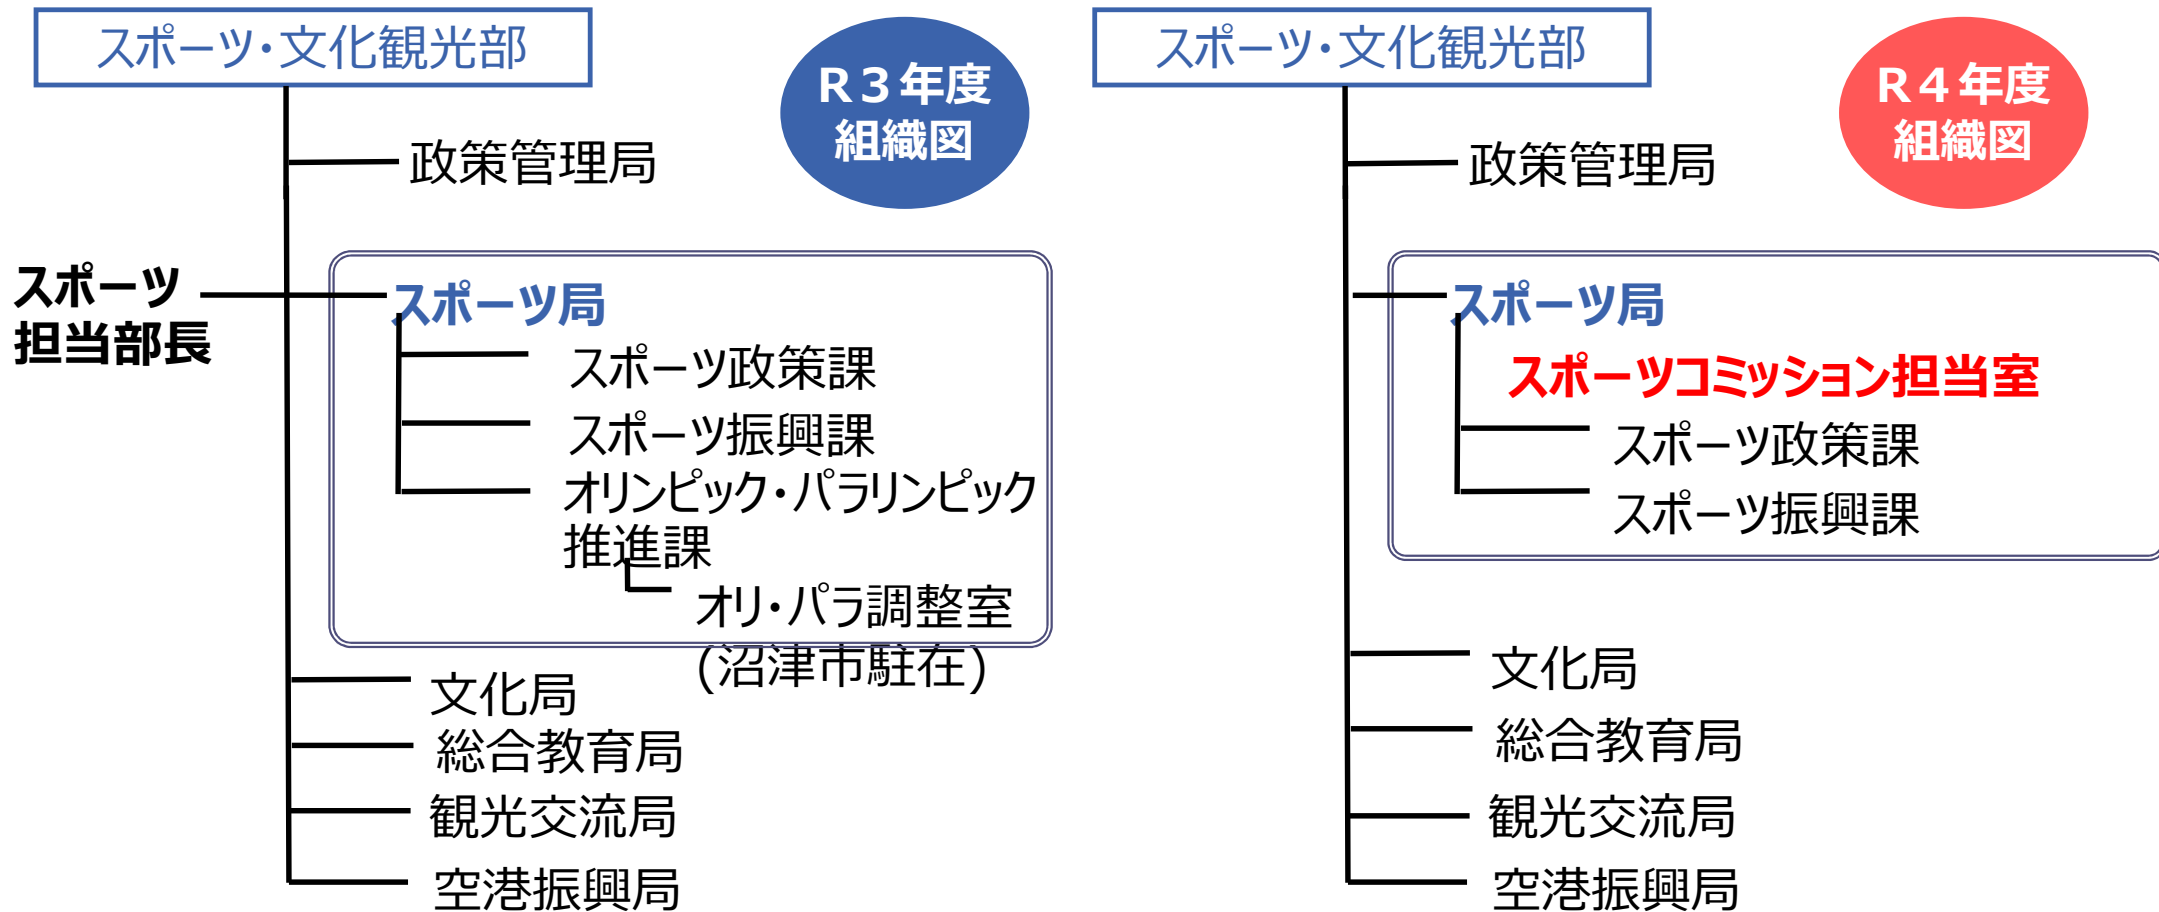 スポーツ・文化観光部
R3年度
組織図
政策管理局
スポーツ
担当部長
スポーツ局
スポーツ政策課
スポーツ振興課
オリンピック・パラリンピック
推進課
オリ・パラ調整室
(沼津市駐在)
文化局
総合教育局
観光交流局
空港振興局
スポーツ・文化観光部
R4年度
組織図
政策管理局
スポーツ局
スポーツコミッション担当室
スポーツ政策課
スポーツ振興課
文化局
総合教育局
観光交流局
空港振興局